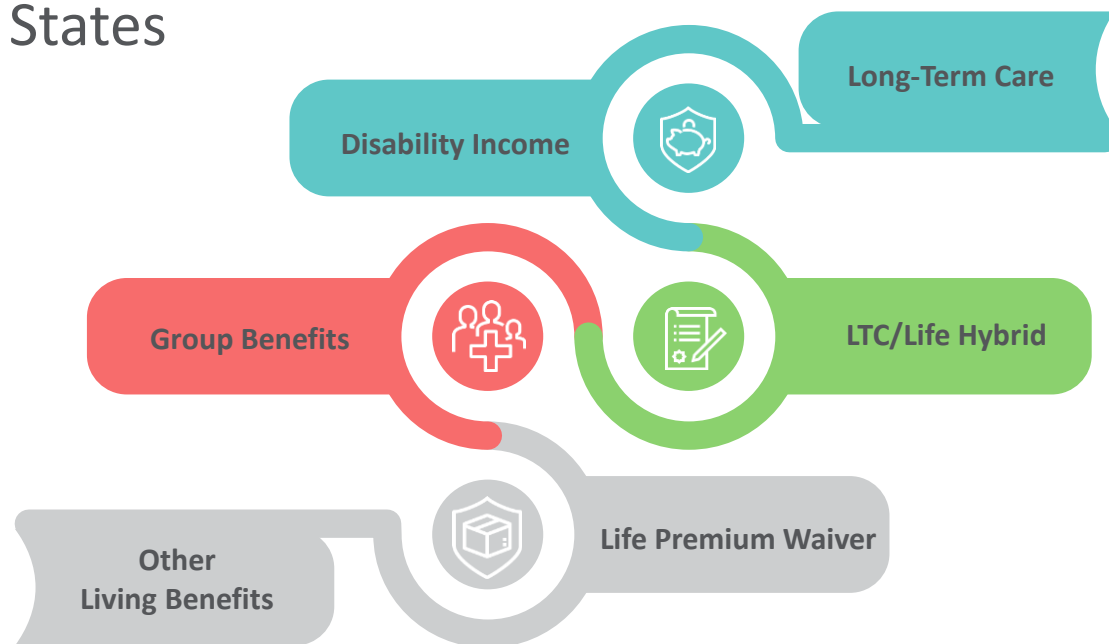 States
Long-Term Care
Disability Income
Group Benefits
LTC/Life Hybrid
Life Premium Waiver
Other
Living Benefits